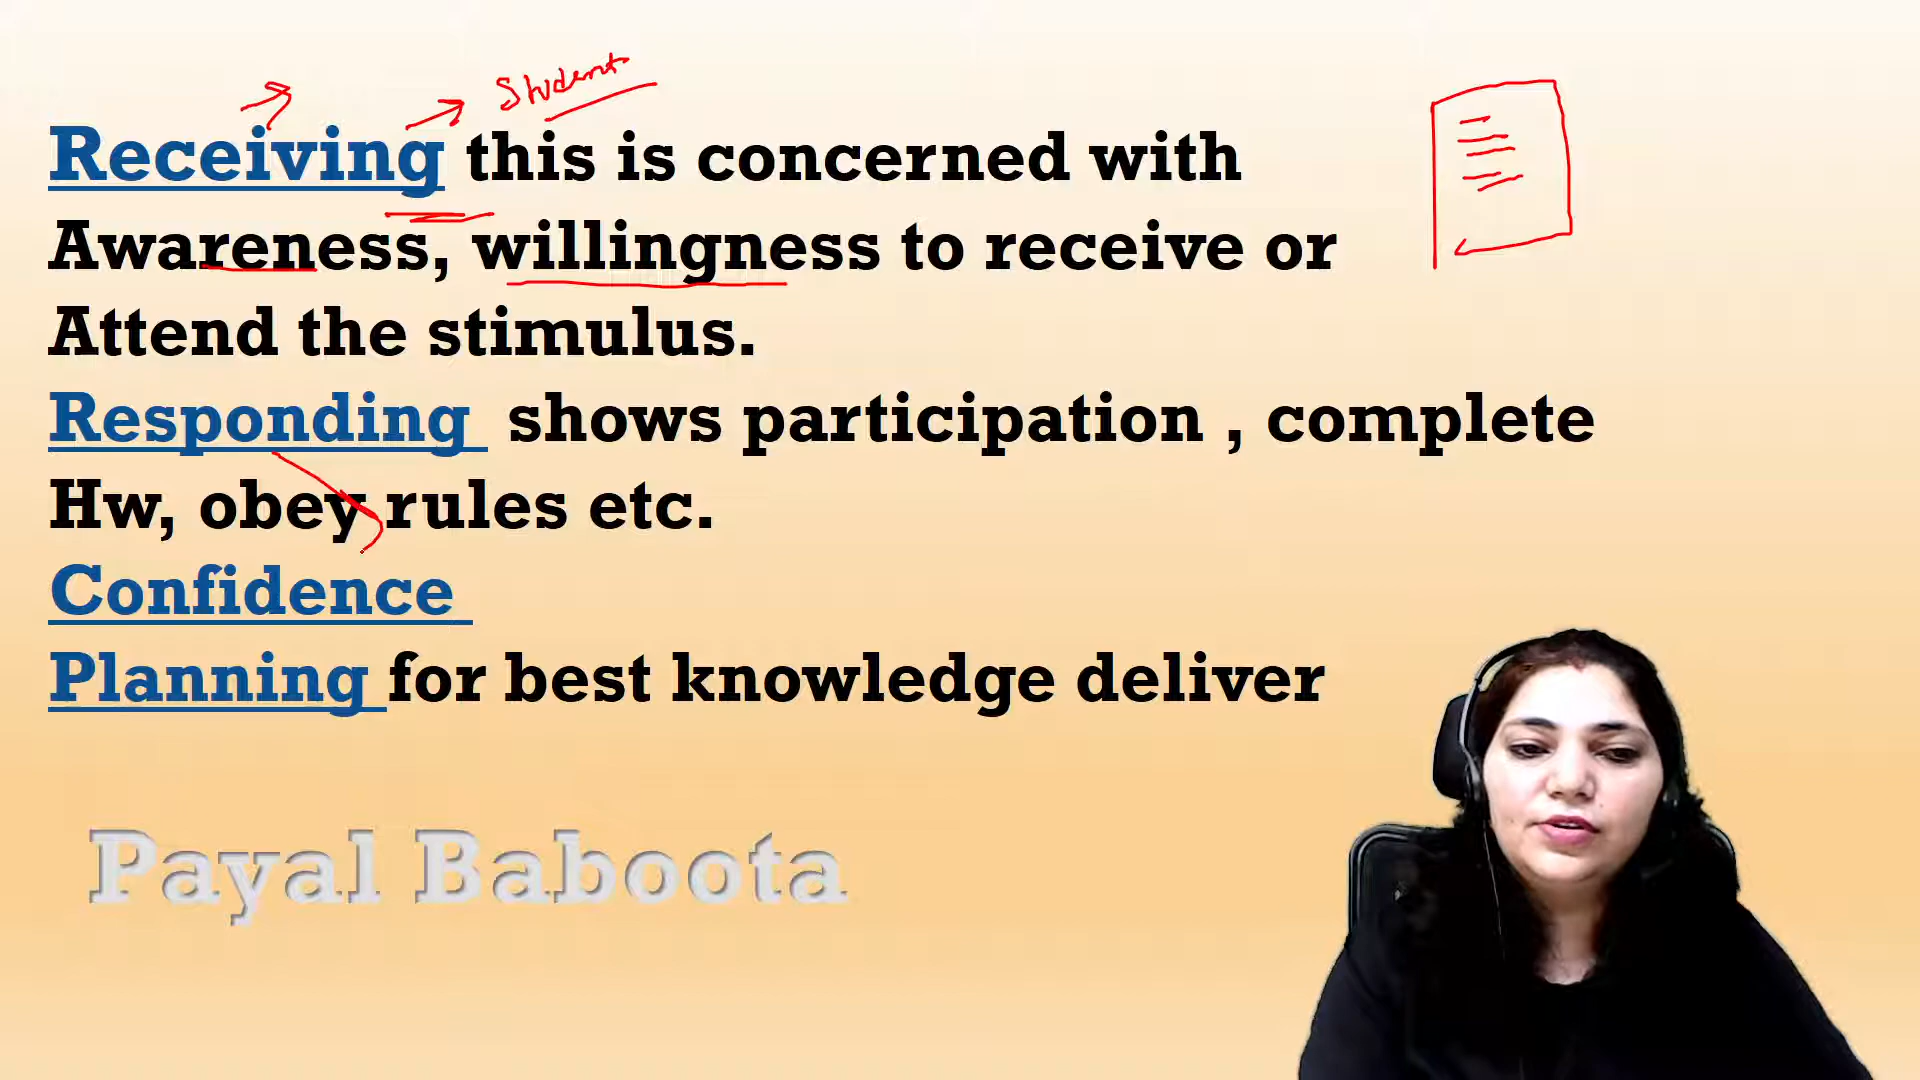 Student
Receiving this is concerned with
Awareness, willingness to receive or
Attend the stimulus.
Responding shows participation , complete
Hw, obey rules etc.
Confidence
Planning for best knowledge deliver
Payal Baboota